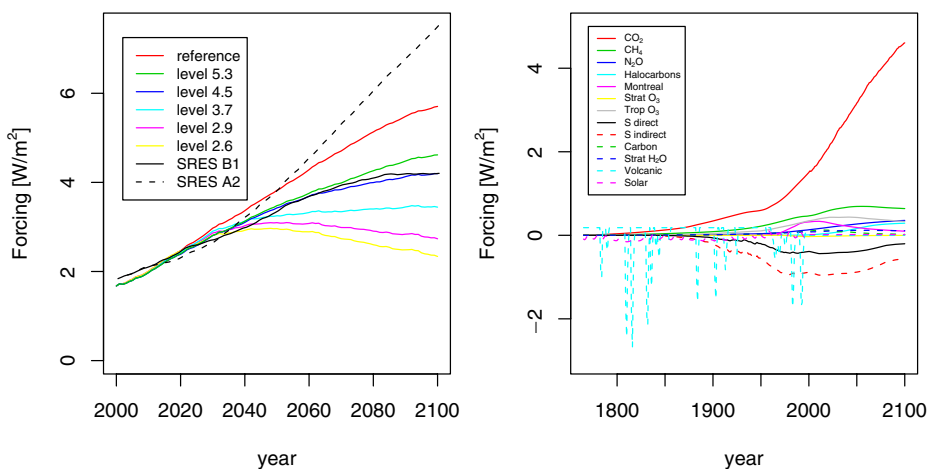 Forcing [W/m²]
6
4
2
0
reference
level 5.3
level 4.5
level 3.7
level 2.9
level 2.6
SRES B1
SRES A2
2000 2020 2040 2060 2080 2100
year
Forcing [W/m²]
4
2
0
−2
CO₂
CH₄
N₂O
Halocarbons
Montreal
Strat O₃
Trop O₃
S direct
S indirect
Carbon
Strat H₂O
Volcanic
Solar
1800 1900 2000 2100
year